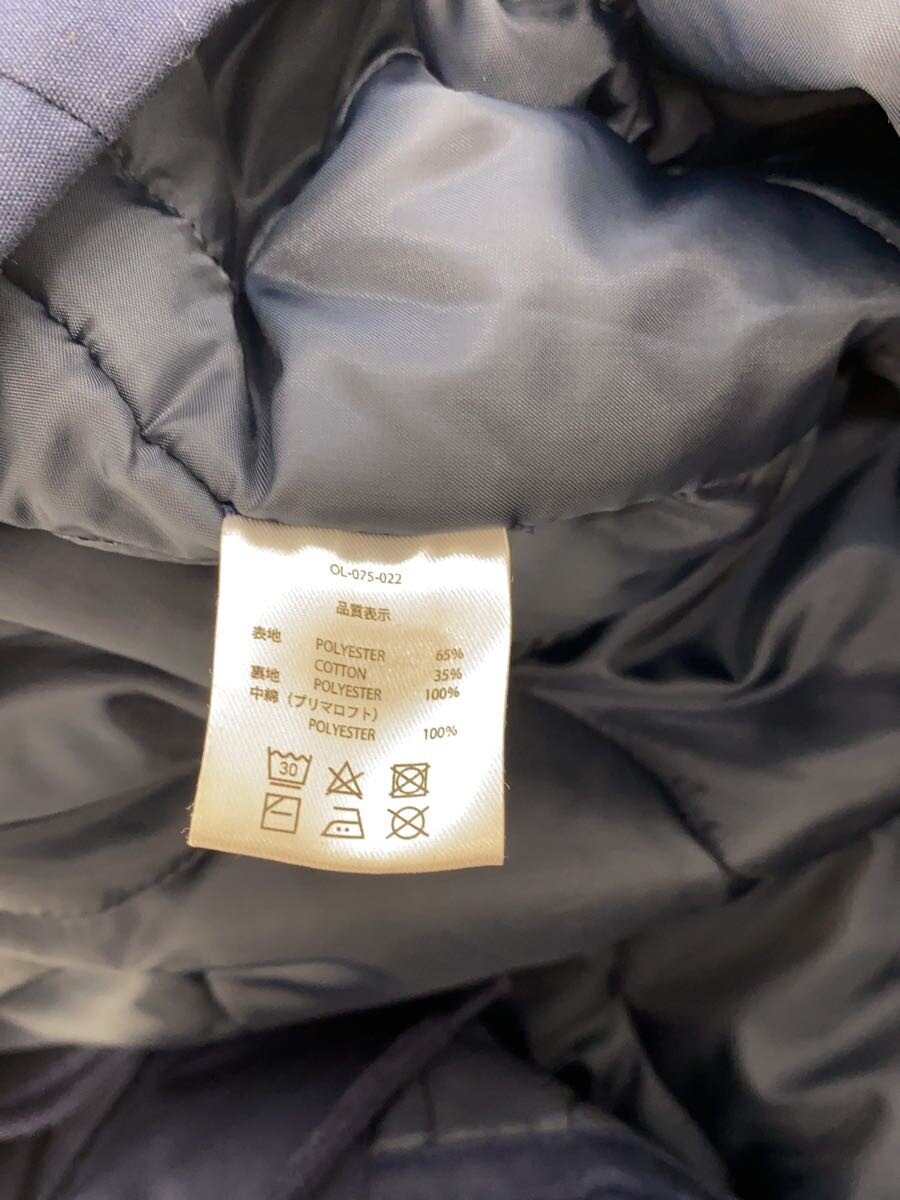 OL-075-022
品質表示
表地 POLYESTER 65%
COTTON 35%
裏地 POLYESTER 100%
中綿 (プリマロフト)
POLYESTER 100%
30